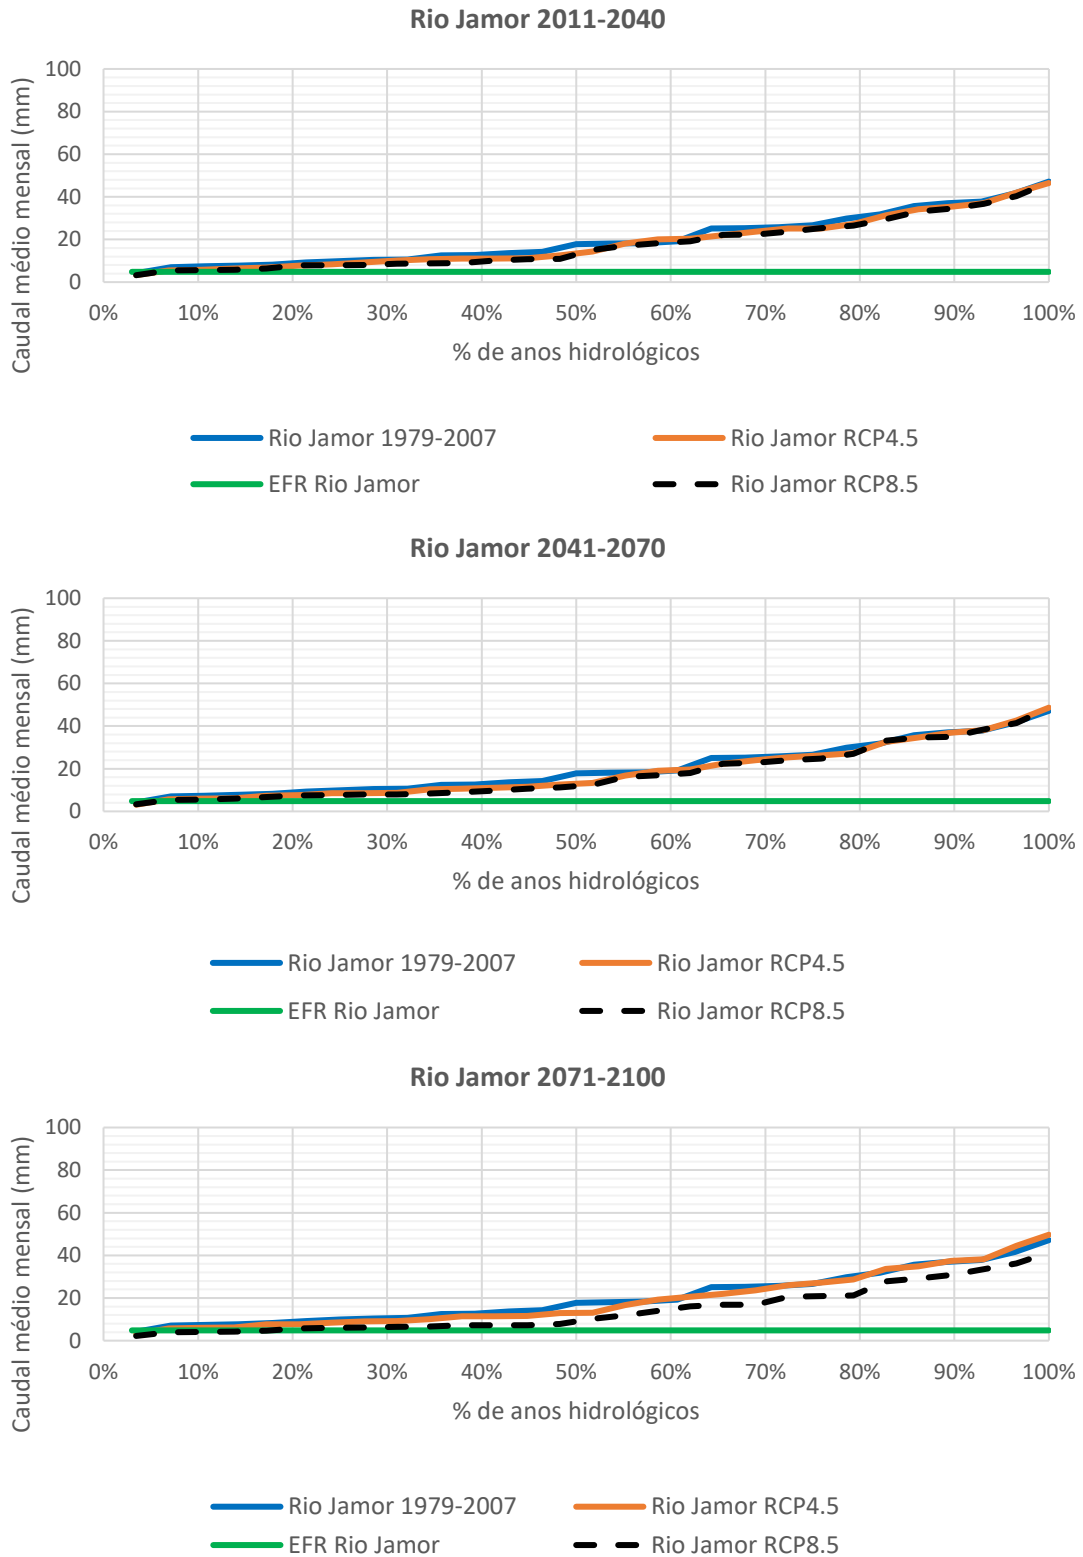 Rio Jamor 2011-2040
Caudal médio mensal (mm)
100
80
60
40
20
0
0% 10% 20% 30% 40% 50% 60% 70% 80% 90% 100%
% de anos hidrológicos
Rio Jamor 1979-2007 Rio Jamor RCP4.5
EFR Rio Jamor Rio Jamor RCP8.5
Rio Jamor 2041-2070
Caudal médio mensal (mm)
100
80
60
40
20
0
0% 10% 20% 30% 40% 50% 60% 70% 80% 90% 100%
% de anos hidrológicos
Rio Jamor 1979-2007 Rio Jamor RCP4.5
EFR Rio Jamor Rio Jamor RCP8.5
Rio Jamor 2071-2100
Caudal médio mensal (mm)
100
80
60
40
20
0
0% 10% 20% 30% 40% 50% 60% 70% 80% 90% 100%
% de anos hidrológicos
Rio Jamor 1979-2007 Rio Jamor RCP4.5
EFR Rio Jamor Rio Jamor RCP8.5